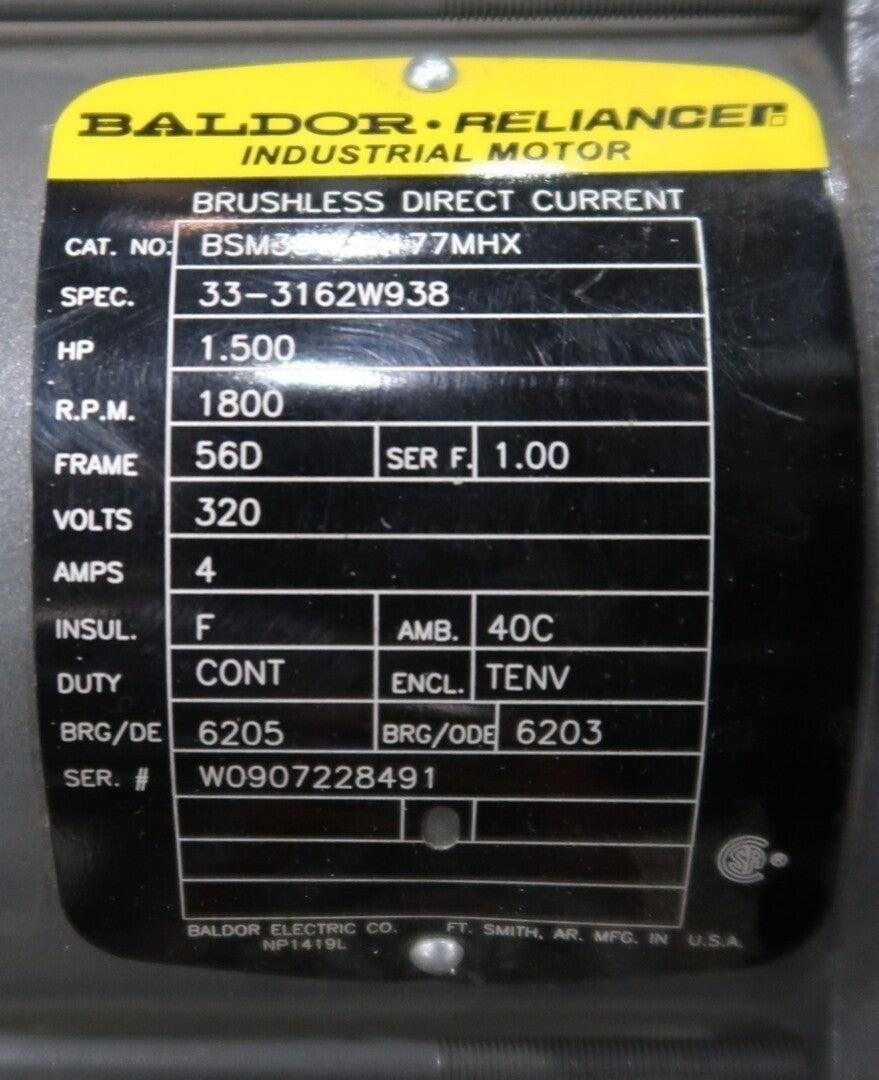 BALDOR • RELIANCER
INDUSTRIAL MOTOR
BRUSHLESS DIRECT CURRENT
CAT. NO.
SPEC. 33-3162W938
HP 1.500
R.P.M. 1800
FRAME 56D SER F. 1.00
VOLTS 320
AMPS 4
INSUL. F AMB. 40C
DUTY CONT ENCL. TENV
BRG/DE 6205 BRG/ODE 6203
SER. # W0907228491
BALDOR ELECTRIC CO. FT. SMITH, AR. MFG. IN U.S.A.
NP1419L
SA ®